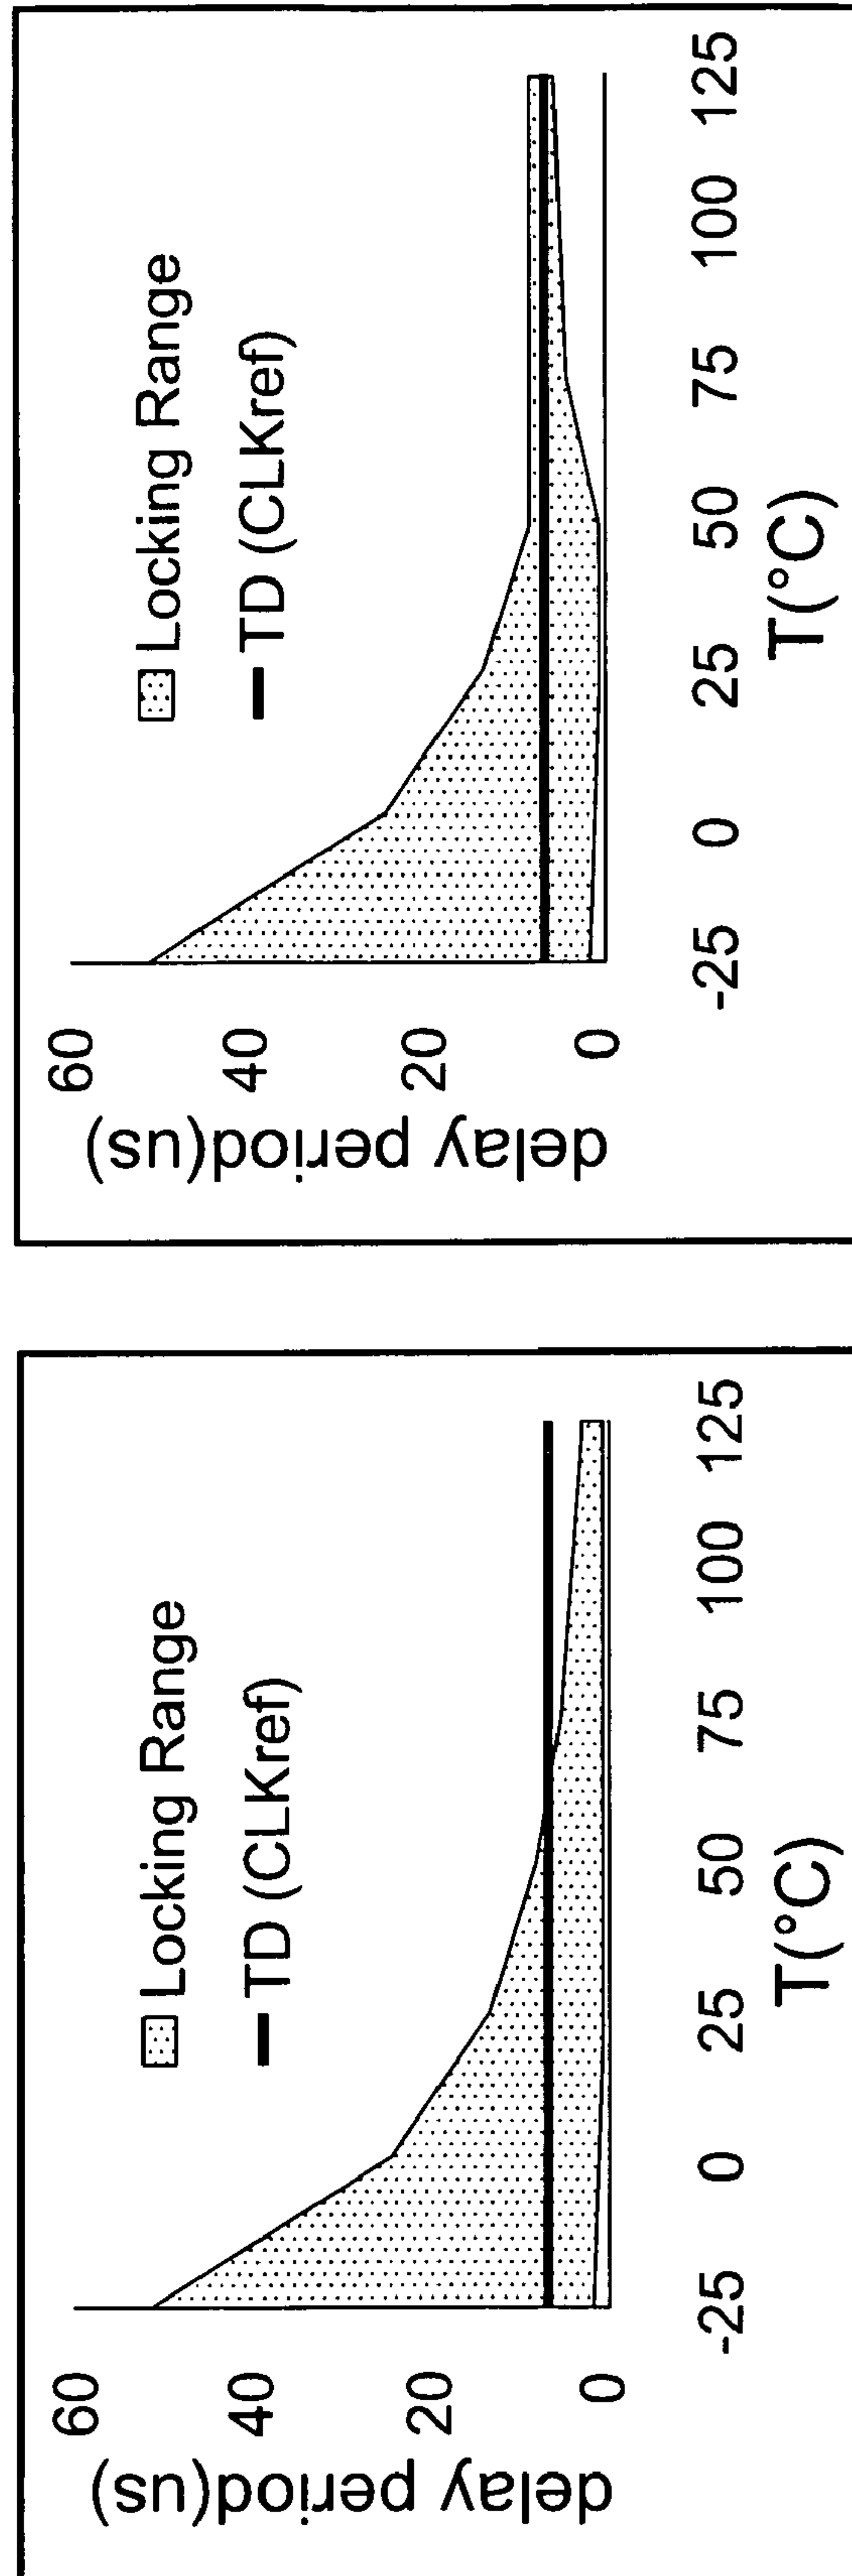 delay period(us)
60
40
20
0
Locking Range
TD (CLKref)
-25 0 25 50 75 100 125
T(°C)
delay period(us)
60
40
20
0
Locking Range
TD (CLKref)
-25 0 25 50 75 100 125
T(°C)